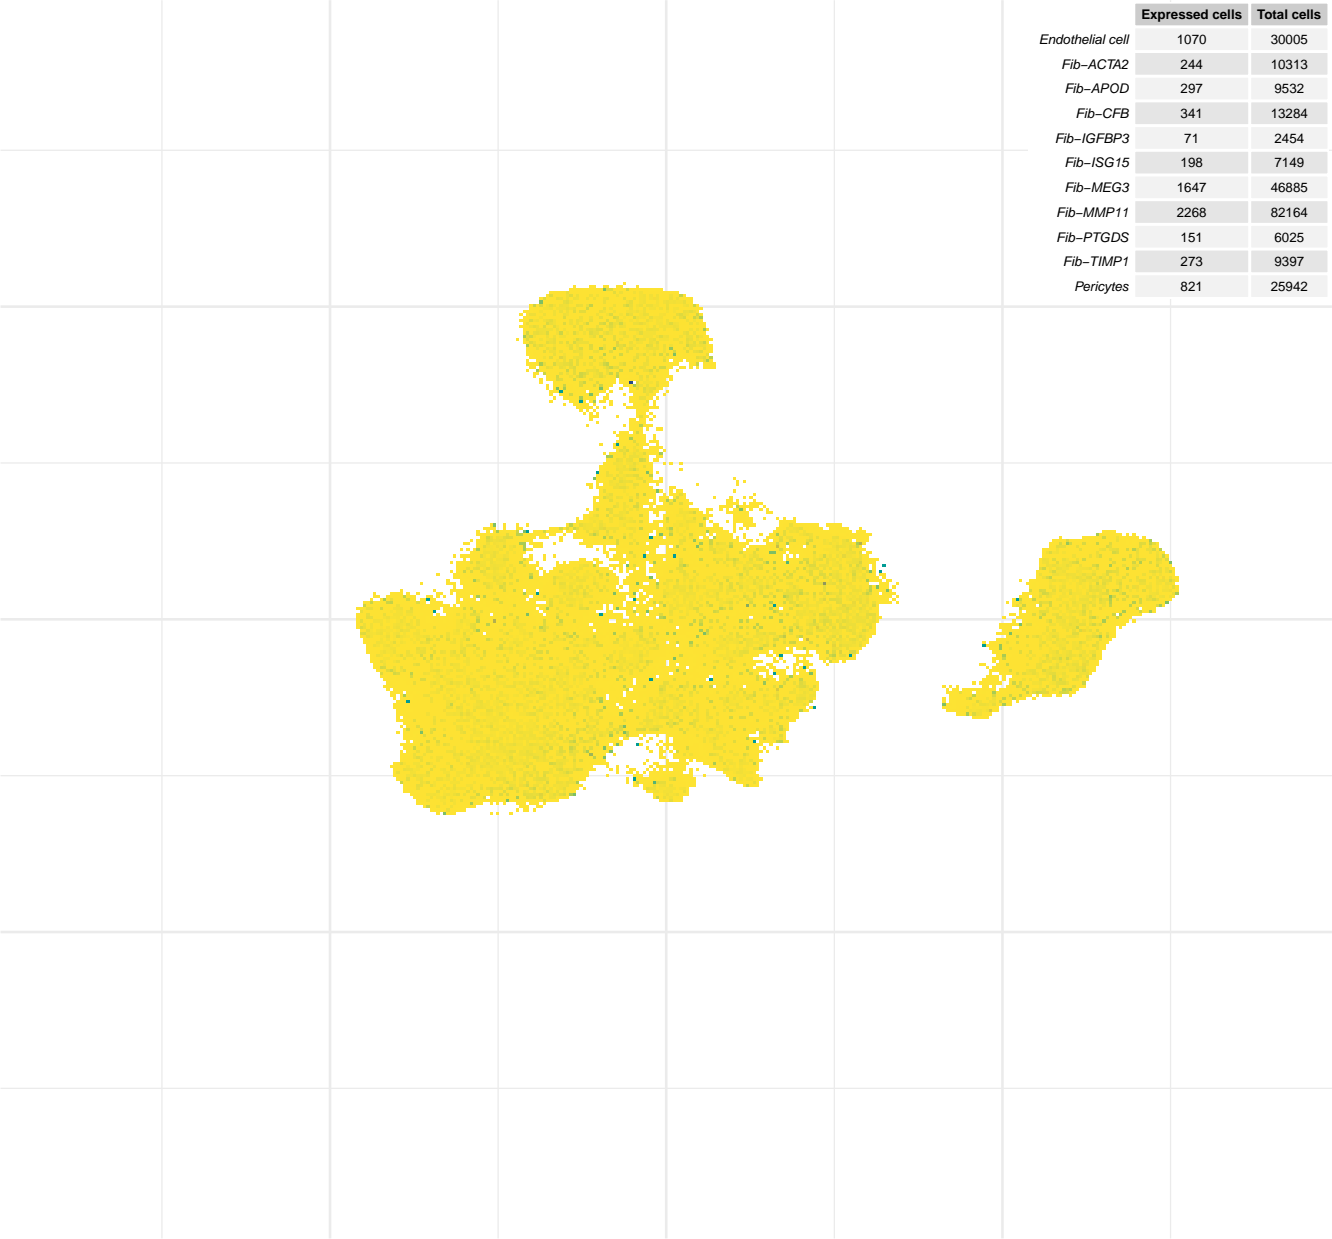 Expressed cells Total cells
Endothelial cell 1070 30005
Fib−ACTA2 244 10313
Fib−APOD 297 9532
Fib−CFB 341 13284
Fib−IGFBP3 71 2454
Fib−ISG15 198 7149
Fib−MEG3 1647 46885
Fib−MMP11 2268 82164
Fib−PTGDS 151 6025
Fib−TIMP1 273 9397
Pericytes 821 25942